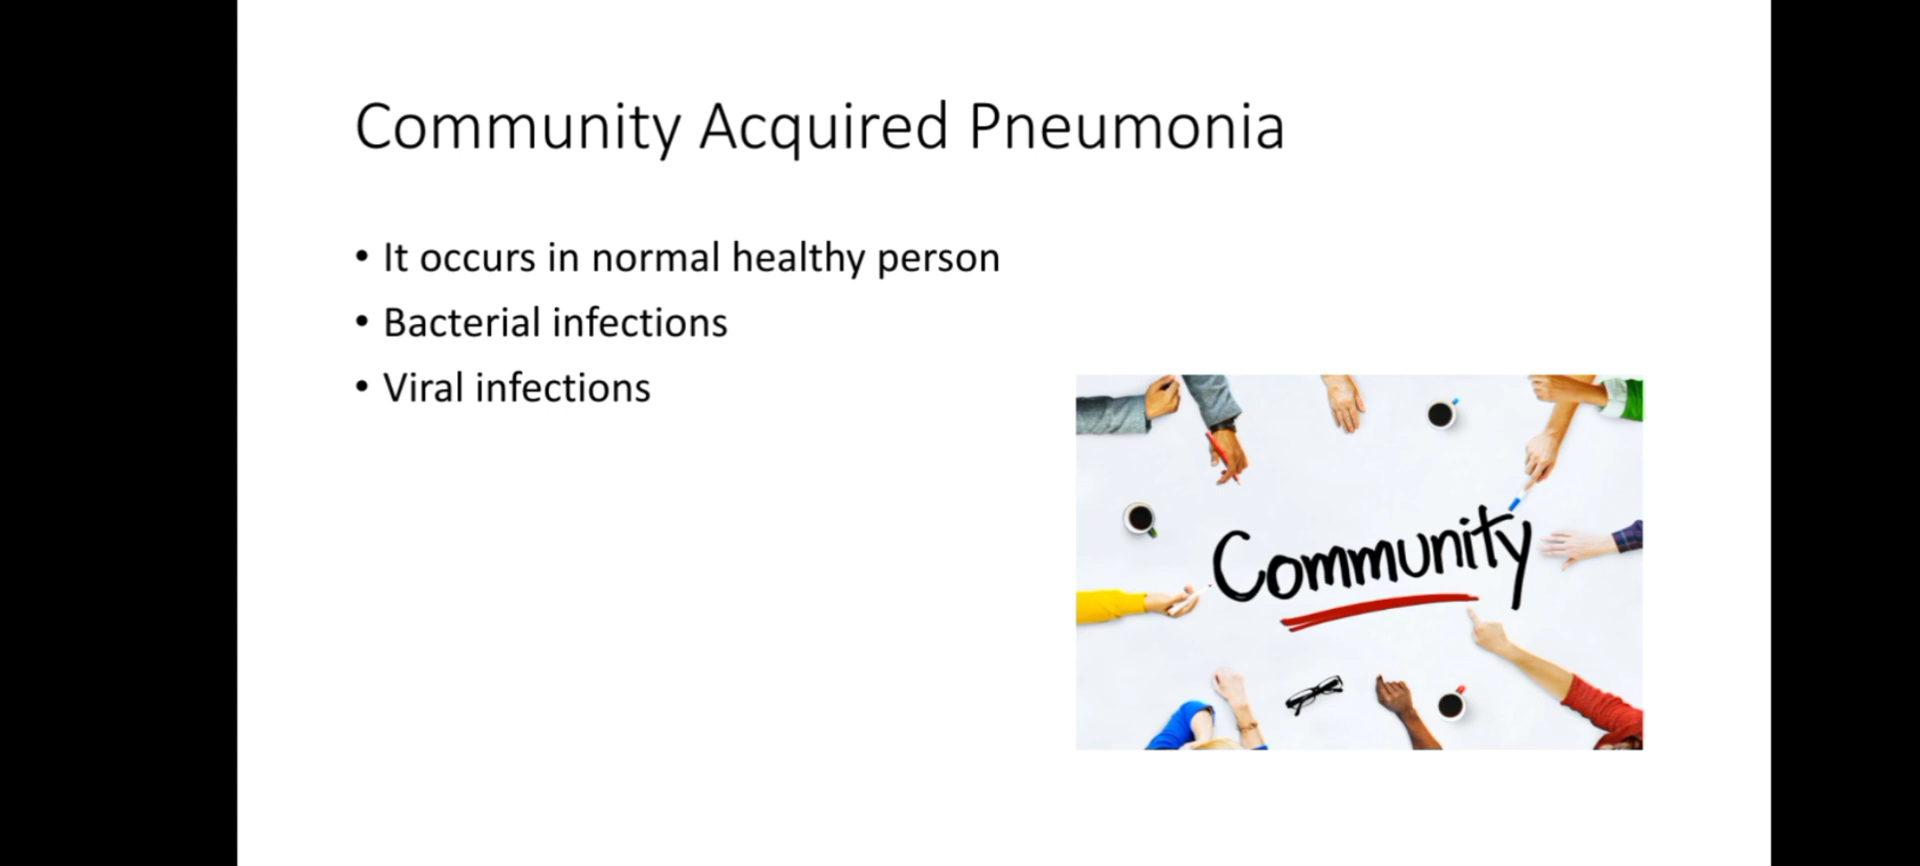 Community Acquired Pneumonia
• It occurs in normal healthy person
• Bacterial infections
• Viral infections
Community